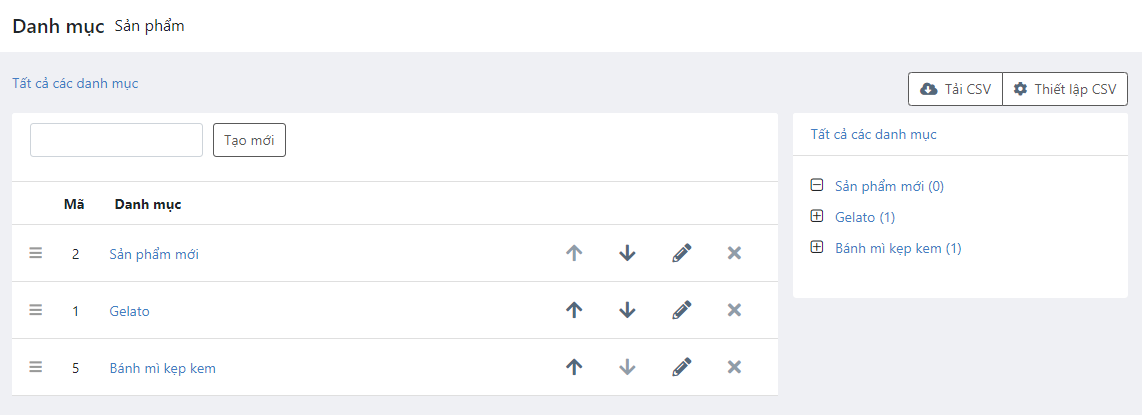 Danh mục Sản phẩm
Tất cả các danh mục
Tải CSV Thiết lập CSV
Tạo mới
Mã Danh mục
2 Sản phẩm mới
1 Gelato
5 Bánh mì kẹp kem
Tất cả các danh mục
Sản phẩm mới (0)
Gelato (1)
Bánh mì kẹp kem (1)